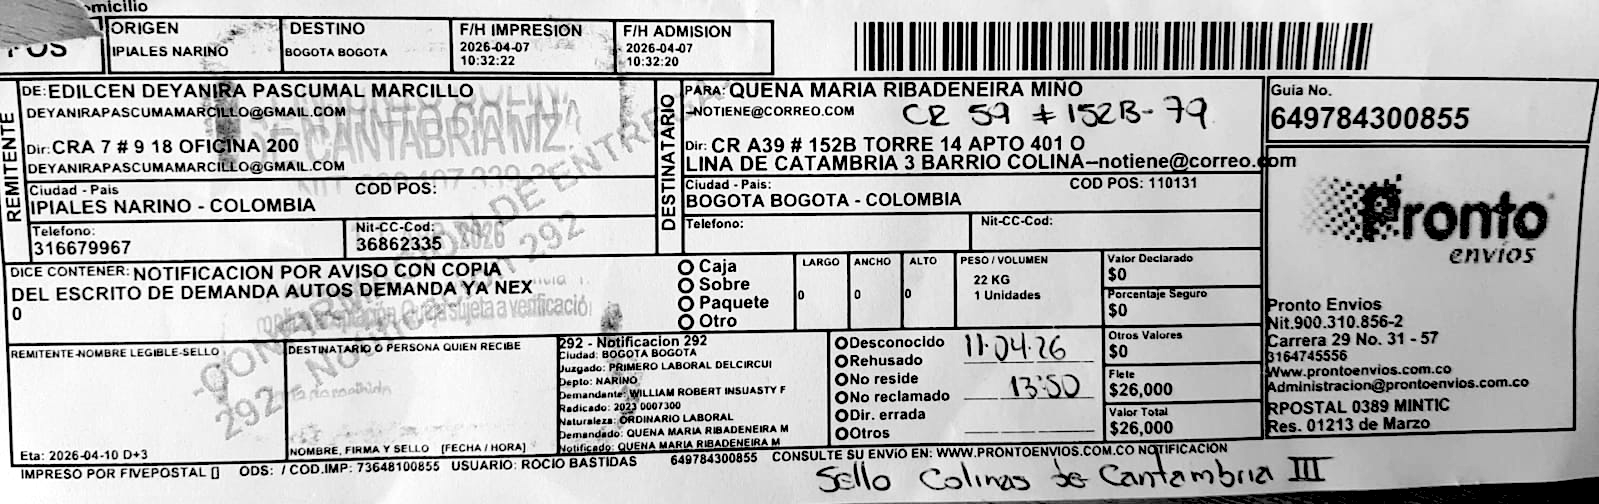 omicilio
POS
ORIGEN
IPIALES NARINO
DESTINO
BOGOTA BOGOTA
F/H IMPRESION
2026-04-07
10:32:22
F/H ADMISION
2026-04-07
10:32:20
REMITENTE
DE: EDILCEN DEYANIRA PASCUMAL MARCILLO
DEYANIRAPASCUMAMARCILLO@GMAIL.COM
Dir: CRA 7 # 9 18 OFICINA 200
DEYANIRAPASCUMAMARCILLO@GMAIL.COM
Ciudad - Pais
COD POS:
IPIALES NARINO - COLOMBIA
Telefono:
316679967
Nit-CC-Cod:
36862335
DESTINATARIO
PARA: QUENA MARIA RIBADENEIRA MIÑO
--NOTIENE@CORREO.COM
CR 59 # 152B-79
Dir: CR A39 # 152B TORRE 14 APTO 401 O
LINA DE CATAMBRIA 3 BARRIO COLINA--notiene@correo.com
Ciudad - Pais:
COD POS: 110131
BOGOTA BOGOTA - COLOMBIA
Telefono:
Nit-CC-Cod:
Guia No.
649784300855
Pronto
envíos
Pronto Envios
Nit.900.310.856-2
Carrera 29 No. 31 - 57
3164745556
Www.prontoenvios.com.co
Administracion@prontoenvios.com.co
RPOSTAL 0389 MINTIC
Res. 01213 de Marzo
DICE CONTENER: NOTIFICACION POR AVISO CON COPIA
DEL ESCRITO DE DEMANDA AUTOS DEMANDA YA NEX
0
Caja
Sobre
Paquete
Otro
LARGO
0
ANCHO
0
ALTO
0
PESO / VOLUMEN
22 KG
1 Unidades
Valor Declarado
$0
Porcentaje Seguro
$0
Otros Valores
$0
Flete
$26,000
Valor Total
$26,000
REMITENTE-NOMBRE LEGIBLE-SELLO
Eta: 2026-04-10 D+3
DESTINATARIO O PERSONA QUIEN RECIBE
NOMBRE, FIRMA Y SELLO [FECHA / HORA]
292 - Notificacion 292
Ciudad: BOGOTA BOGOTA
Juzgado: PRIMERO LABORAL DELCIRCUI
Depto: NARINO
Demandante: WILLIAM ROBERT INSUASTY F
Radicado: 2023 0007300
Naturaleza: ORDINARIO LABORAL
Demandado: QUENA MARIA RIBADENEIRA M
Notificado: QUENA MARIA RIBADENEIRA M
Desconocido
Rehusado
No reside
No reclamado
Dir. errada
Otros
11-04-26
13:50
CANTABRIA MZ.
2026
IMPRESO POR FIVEPOSTAL [] ODS: / COD.IMP: 73648100855 USUARIO: ROCIO BASTIDAS 649784300855 CONSULTE SU ENVIO EN: WWW.PRONTOENVIOS.COM.CO NOTIFICACION
Sello Colinas de Cantambria III